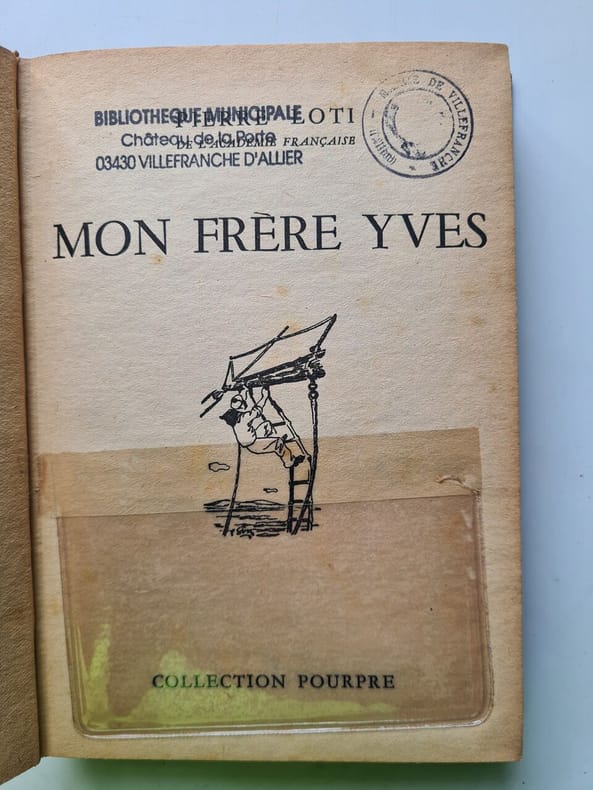 BIBLIOTHEQUE MUNICIPALE
Château de la Porte
03430 VILLEFRANCHE D'ALLIER
PIERRE LOTI
DE L'ACADÉMIE FRANÇAISE
DE VILLEFRANCHE
MON FRÈRE YVES
COLLECTION POURPRE